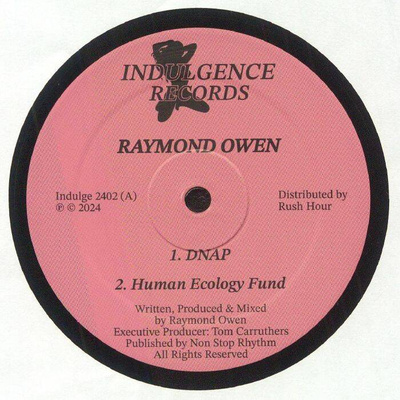 INDULGENCE
RECORDS
RAYMOND OWEN
Indulge 2402 (A)
℗ © 2024
Distributed by
Rush Hour
1. DNAP
2. Human Ecology Fund
Written, Produced & Mixed
by Raymond Owen
Executive Producer: Tom Carruthers
Published by Non Stop Rhythm
All Rights Reserved